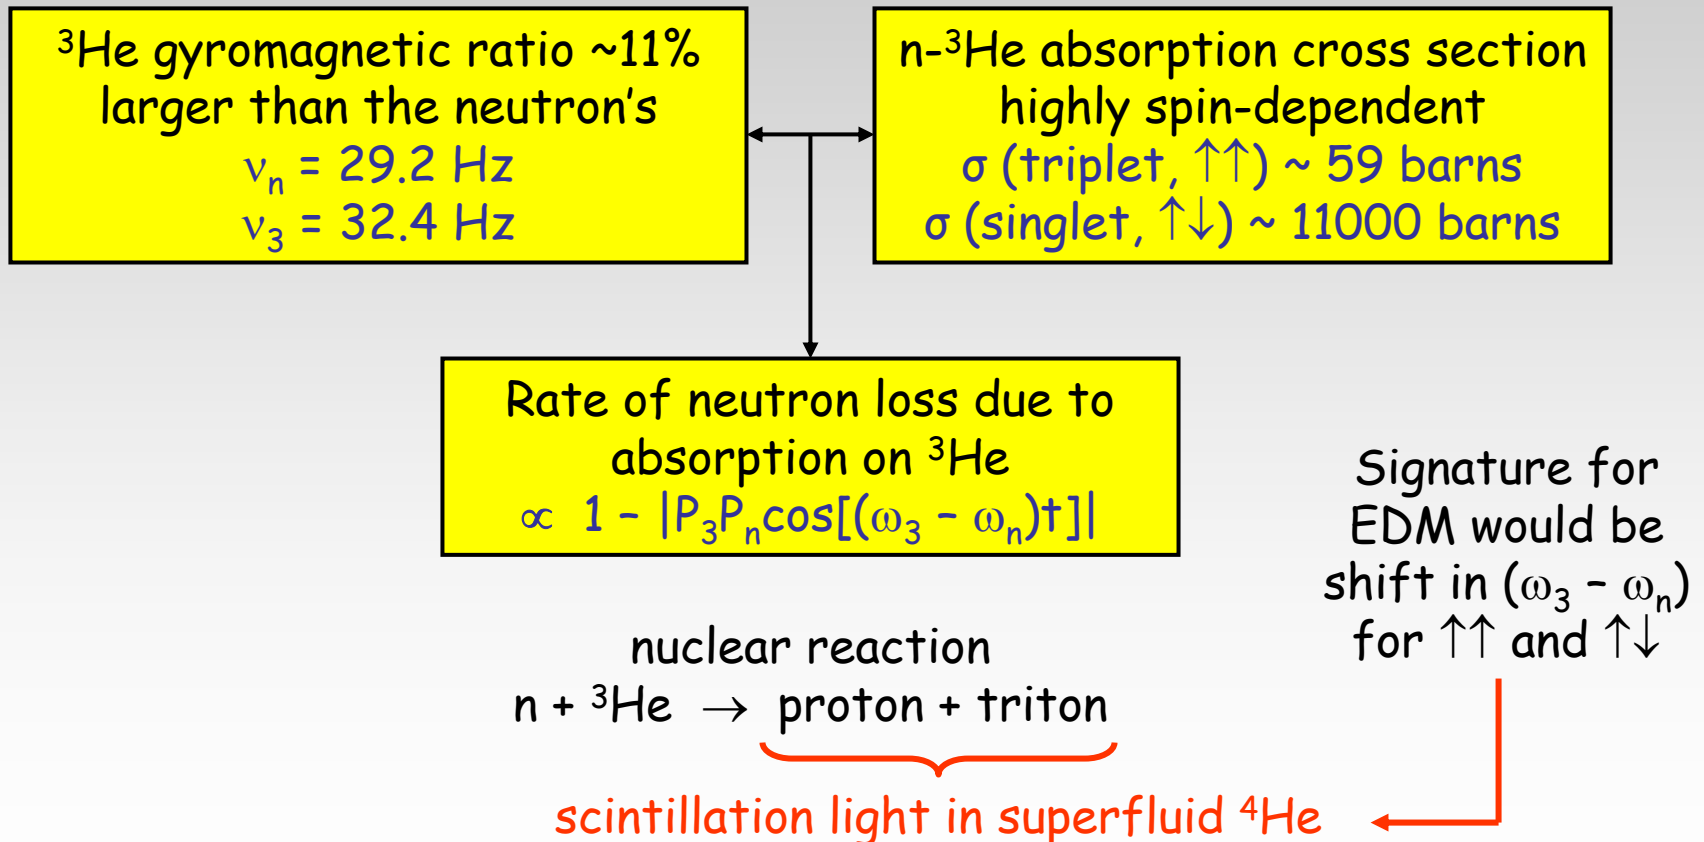 ³He gyromagnetic ratio ~11%
larger than the neutron's
νₙ = 29.2 Hz
ν₃ = 32.4 Hz
n-³He absorption cross section
highly spin-dependent
σ (triplet, ↑↑) ~ 59 barns
σ (singlet, ↑↓) ~ 11000 barns
Rate of neutron loss due to
absorption on ³He
∝ 1 – |P₃Pₙcos[(ω₃ – ωₙ)t]|
Signature for
EDM would be
shift in (ω₃ – ωₙ)
for ↑↑ and ↑↓
nuclear reaction
n + ³He → proton + triton
scintillation light in superfluid ⁴He